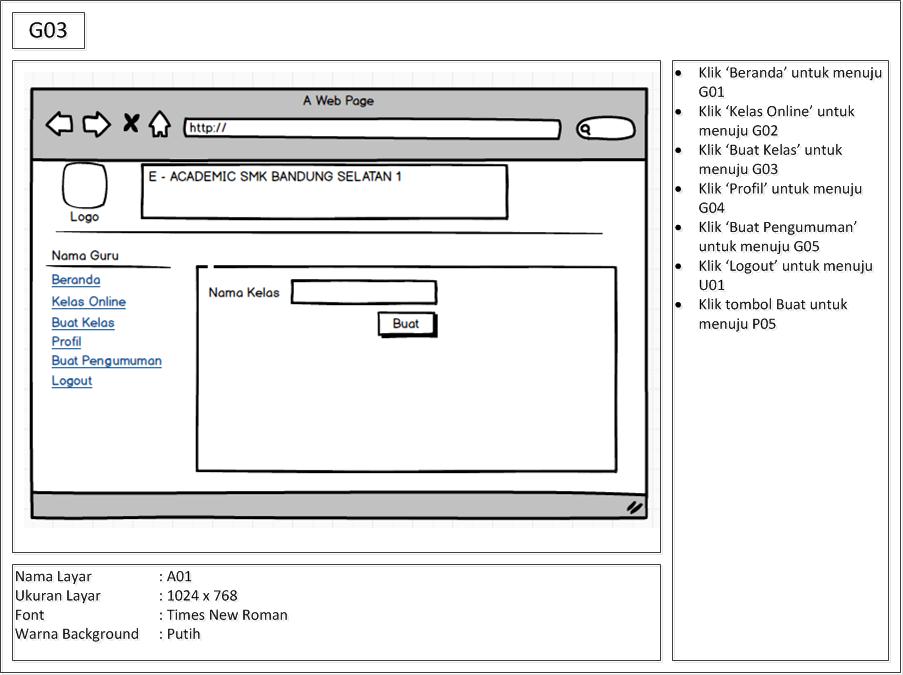 G03
A Web Page
http://
E - ACADEMIC SMK BANDUNG SELATAN 1
Logo
Nama Guru
Beranda
Kelas Online
Buat Kelas
Profil
Buat Pengumuman
Logout
Nama Kelas
Buat
• Klik ‘Beranda’ untuk menuju
G01
• Klik ‘Kelas Online’ untuk
menuju G02
• Klik ‘Buat Kelas’ untuk
menuju G03
• Klik ‘Profil’ untuk menuju
G04
• Klik ‘Buat Pengumuman’
untuk menuju G05
• Klik ‘Logout’ untuk menuju
U01
• Klik tombol Buat untuk
menuju P05
Nama Layar : A01
Ukuran Layar : 1024 x 768
Font : Times New Roman
Warna Background : Putih